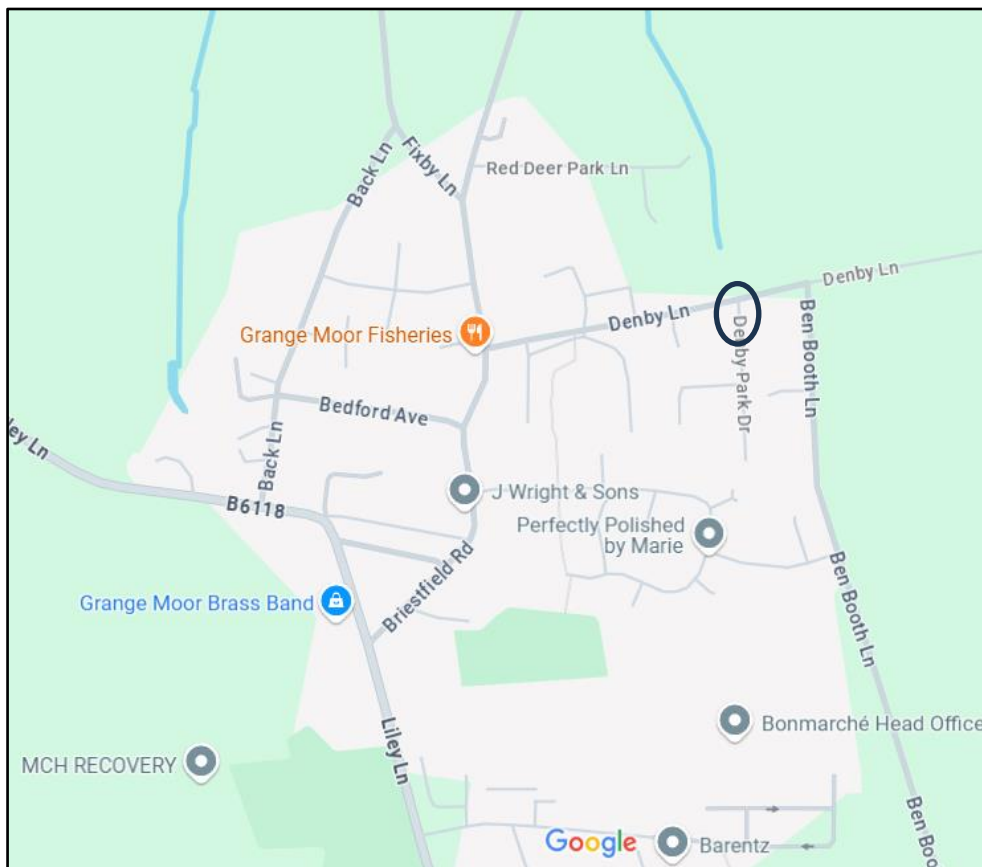 Back Ln
Fixby Ln
Red Deer Park Ln
Denby Ln
Denby Ln
Grange Moor Fisheries
Ben Booth Ln
Denby Park Dr
Bedford Ave
ley Ln
Back Ln
B6118
J Wright & Sons
Perfectly Polished
by Marie
Briestfield Rd
Grange Moor Brass Band
Ben Booth Ln
Liley Ln
Bonmarché Head Office
MCH RECOVERY
Ben Boo
Google
Barentz